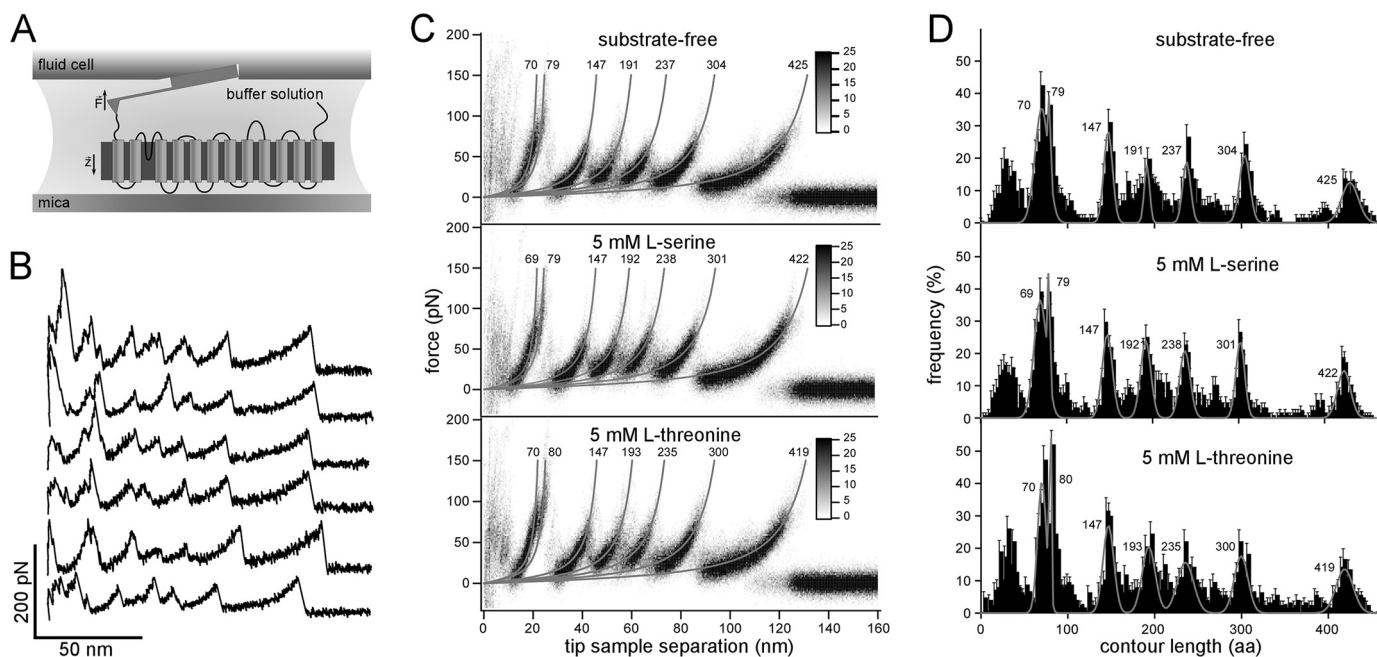 A
fluid cell
F
buffer solution
z
mica
B
200 pN
50 nm
C
substrate-free
200
150
100
50
0
70 79 147 191 237 304 425
25
20
15
10
5
0
5 mM L-serine
200
150
100
50
0
69 79 147 192 238 301 422
25
20
15
10
5
0
5 mM L-threonine
200
150
100
50
0
70 80 147 193 235 300 419
25
20
15
10
5
0
force (pN)
0 20 40 60 80 100 120 140 160
tip sample separation (nm)
D
substrate-free
50
40
30
20
10
0
70 79 147 191 237 304 425
5 mM L-serine
50
40
30
20
10
0
69 79 147 192 238 301 422
5 mM L-threonine
50
40
30
20
10
0
70 80 147 193 235 300 419
frequency (%)
0 100 200 300 400
contour length (aa)